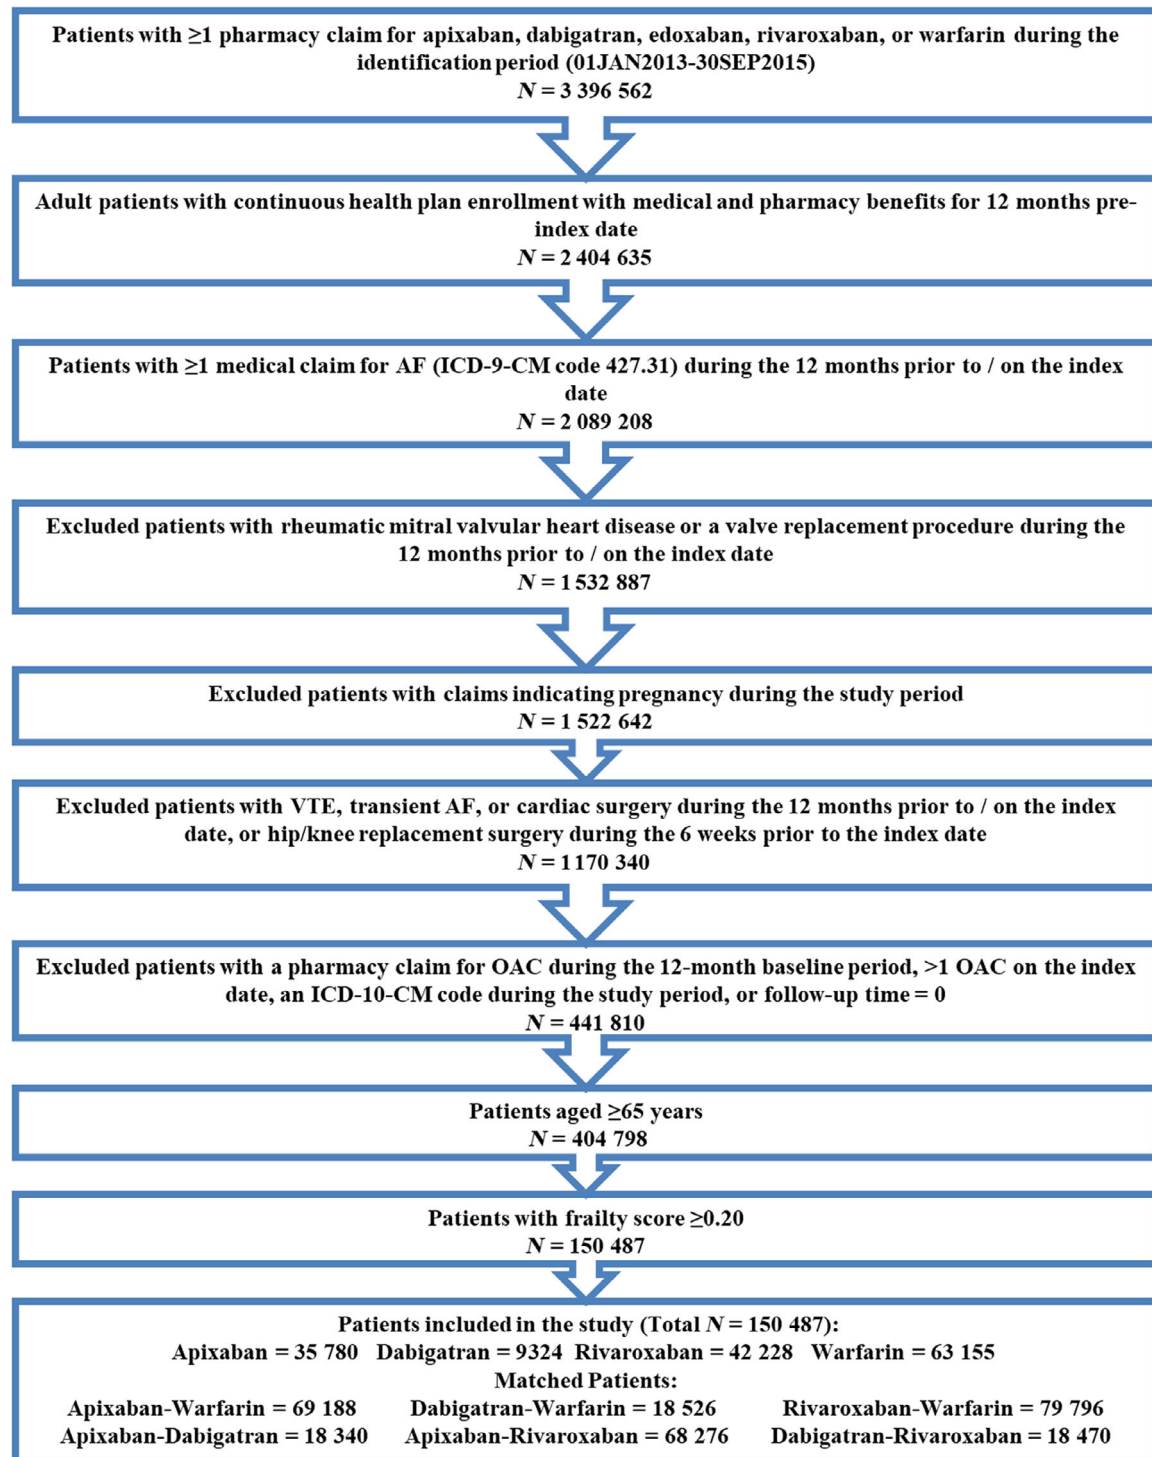 Patients with ≥1 pharmacy claim for apixaban, dabigatran, edoxaban, rivaroxaban, or warfarin during the
identification period (01JAN2013-30SEP2015)
N = 3 396 562
Adult patients with continuous health plan enrollment with medical and pharmacy benefits for 12 months pre-
index date
N = 2 404 635
Patients with ≥1 medical claim for AF (ICD-9-CM code 427.31) during the 12 months prior to / on the index
date
N = 2 089 208
Excluded patients with rheumatic mitral valvular heart disease or a valve replacement procedure during the
12 months prior to / on the index date
N = 1 532 887
Excluded patients with claims indicating pregnancy during the study period
N = 1 522 642
Excluded patients with VTE, transient AF, or cardiac surgery during the 12 months prior to / on the index
date, or hip/knee replacement surgery during the 6 weeks prior to the index date
N = 1 170 340
Excluded patients with a pharmacy claim for OAC during the 12-month baseline period, >1 OAC on the index
date, an ICD-10-CM code during the study period, or follow-up time = 0
N = 441 810
Patients aged ≥65 years
N = 404 798
Patients with frailty score ≥0.20
N = 150 487
Patients included in the study (Total N = 150 487):
Apixaban = 35 780 Dabigatran = 9324 Rivaroxaban = 42 228 Warfarin = 63 155
Matched Patients:
Apixaban-Warfarin = 69 188 Dabigatran-Warfarin = 18 526 Rivaroxaban-Warfarin = 79 796
Apixaban-Dabigatran = 18 340 Apixaban-Rivaroxaban = 68 276 Dabigatran-Rivaroxaban = 18 470